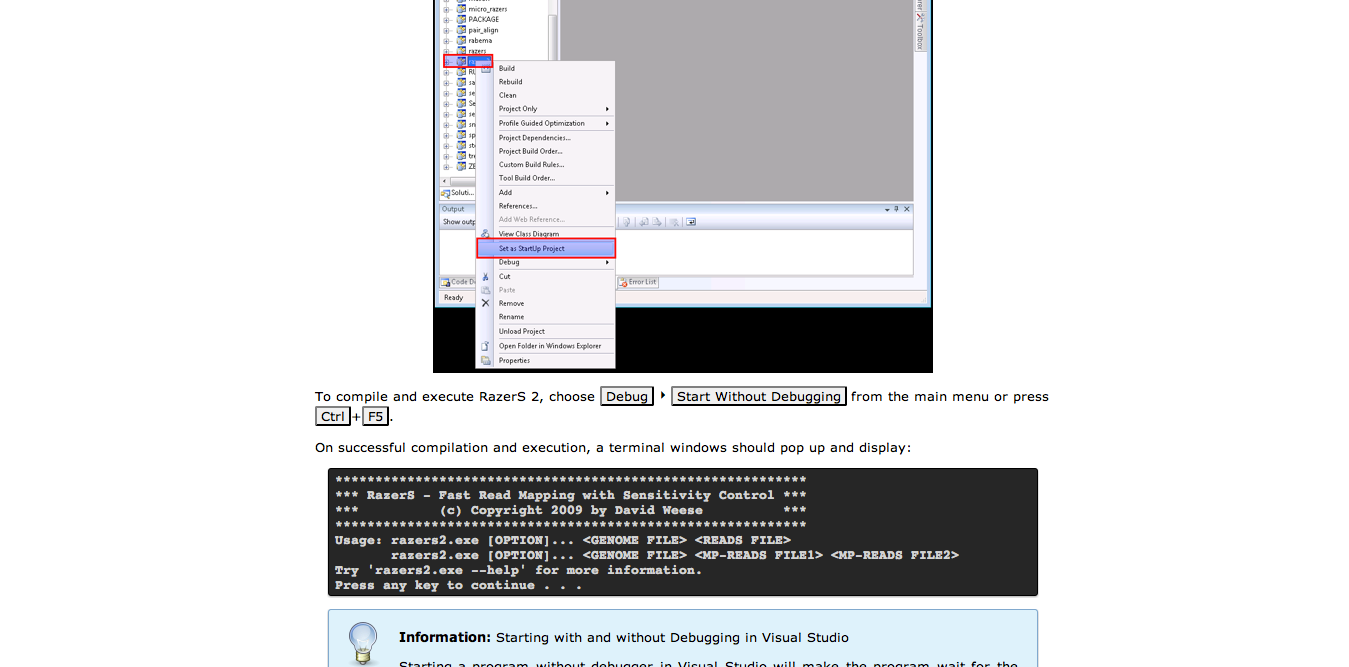 micro_razers
PACKAGE
pair_align
rabema
razers
Toolbox
Build
Rebuild
Clean
Project Only
Profile Guided Optimization
Project Dependencies...
Project Build Order...
Custom Build Rules...
Tool Build Order...
Add
References...
Add Web Reference...
View Class Diagram
Set as StartUp Project
Debug
Cut
Paste
Remove
Rename
Unload Project
Open Folder in Windows Explorer
Properties
Soluti...
Output
Show outp
Code D
Error List
Ready
To compile and execute RazerS 2, choose Debug ‣ Start Without Debugging from the main menu or press
Ctrl+F5.
On successful compilation and execution, a terminal windows should pop up and display:
************************************************************
*** RazerS - Fast Read Mapping with Sensitivity Control ***
*** (c) Copyright 2009 by David Weese ***
************************************************************
Usage: razers2.exe [OPTION]... <GENOME FILE> <READS FILE>
razers2.exe [OPTION]... <GENOME FILE> <MP-READS FILE1> <MP-READS FILE2>
Try 'razers2.exe --help' for more information.
Press any key to continue . . .
Information: Starting with and without Debugging in Visual Studio
Starting a program without debugger in Visual Studio will make the program wait for the